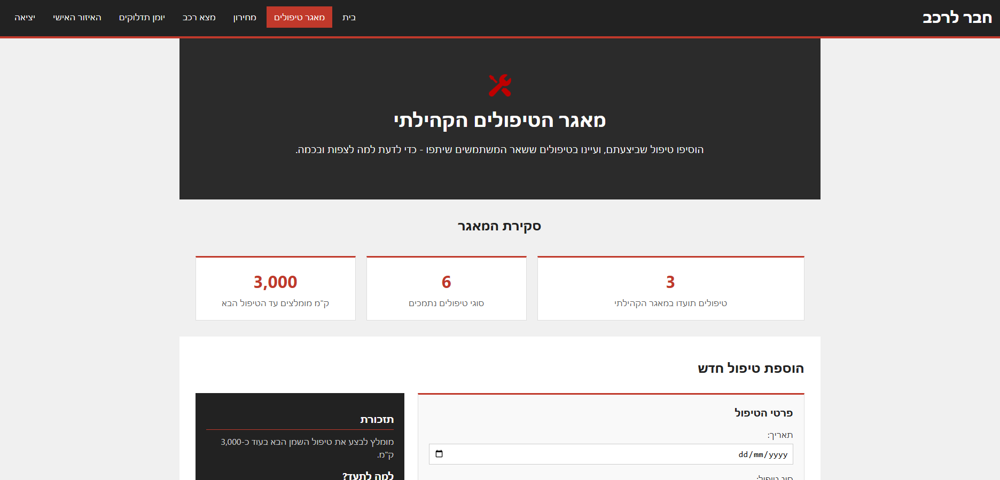 חבר לרכב
בית
מאגר טיפולים
מחירון
מצא רכב
יומן תדלוקים
האיזור האישי
יציאה
מאגר הטיפולים הקהילתי
הוסיפו טיפול שביצעתם, ועיינו בטיפולים ששאר המשתמשים שיתפו - כדי לדעת למה לצפות ובכמה.
סקירת המאגר
3
טיפולים תועדו במאגר הקהילתי
6
סוגי טיפולים נתמכים
3,000
ק"מ מומלצים עד הטיפול הבא
הוספת טיפול חדש
פרטי הטיפול
תאריך:
dd/mm/yyyy
סוג טיפול:
תזכורת
מומלץ לבצע את טיפול השמן הבא בעוד כ-3,000
ק"מ.
למה לתעד?